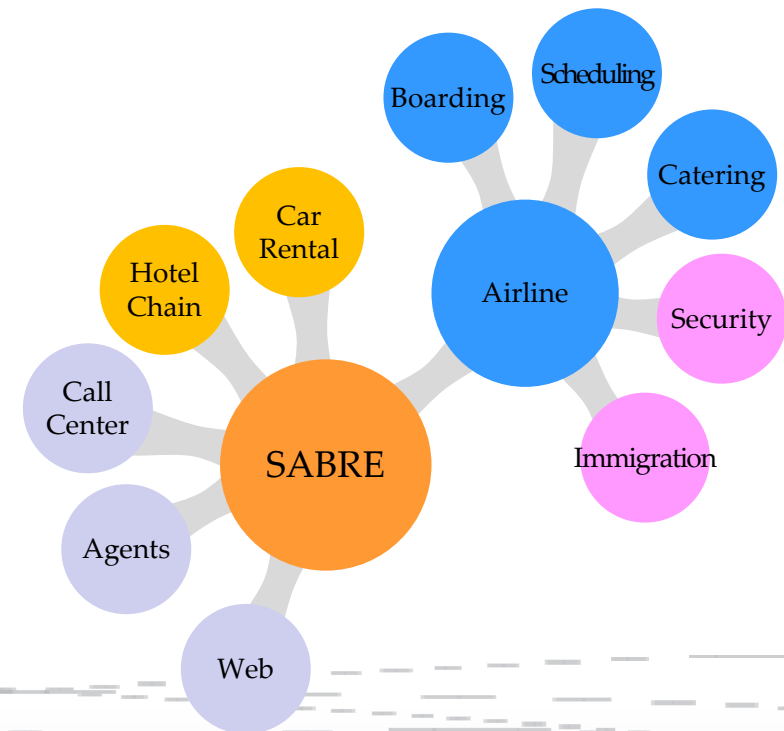 Scheduling
Boarding
Catering
Car
Rental
Hotel
Chain
Airline
Security
Call
Center
SABRE
Immigration
Agents
Web